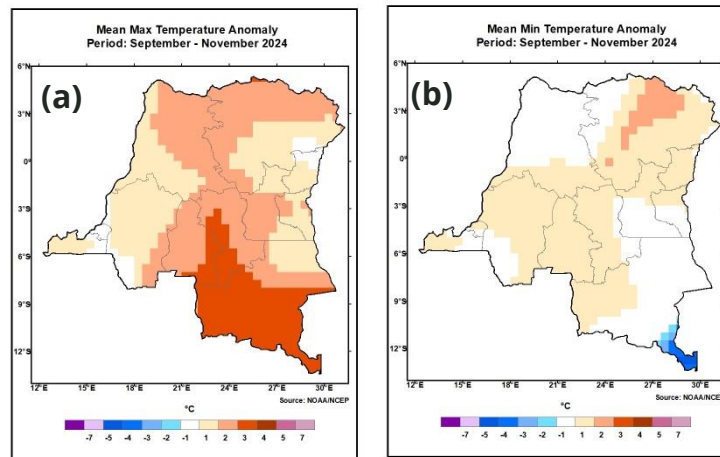 Mean Max Temperature Anomaly
Period: September - November 2024
(a)
6°N
3°N
0°
3°S
6°S
9°S
12°S
12°E 15°E 18°E 21°E 24°E 27°E 30°E
Source: NOAA/NCEP
°C
-7 -5 -4 -3 -2 -1 1 2 3 4 5 7
Mean Min Temperature Anomaly
Period: September - November 2024
(b)
6°N
3°N
0°
3°S
6°S
9°S
12°S
12°E 15°E 18°E 21°E 24°E 27°E 30°E
Source: NOAA/NCE
°C
-7 -5 -4 -3 -2 -1 1 2 3 4 5 7